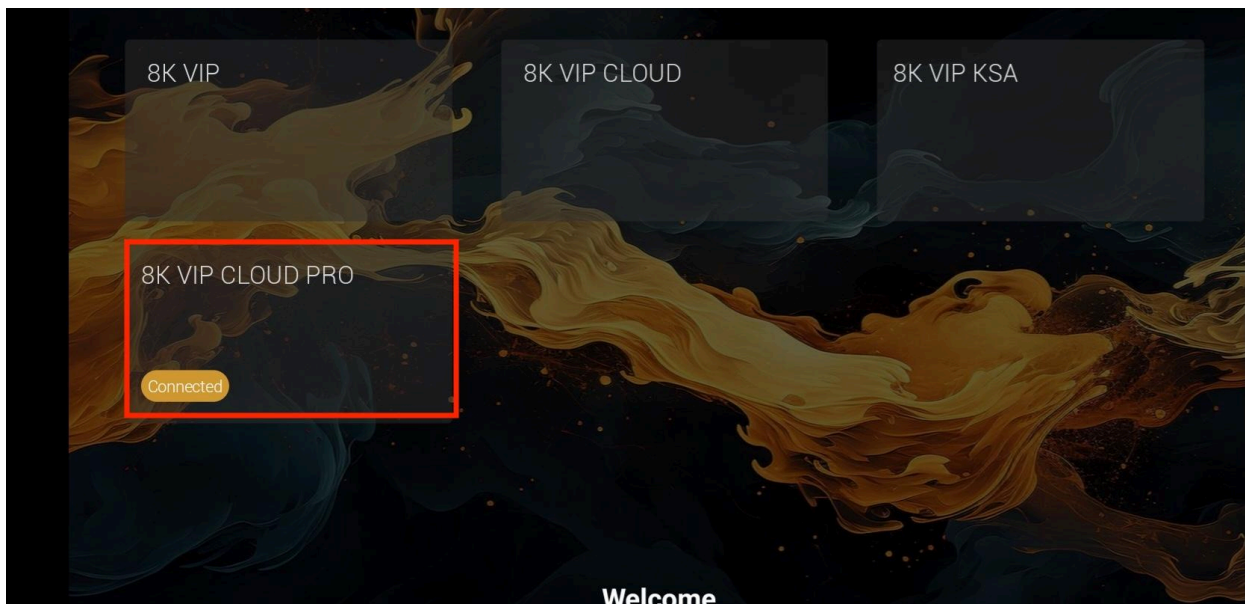 8K VIP
8K VIP CLOUD
8K VIP KSA
8K VIP CLOUD PRO
Connected
Welcome